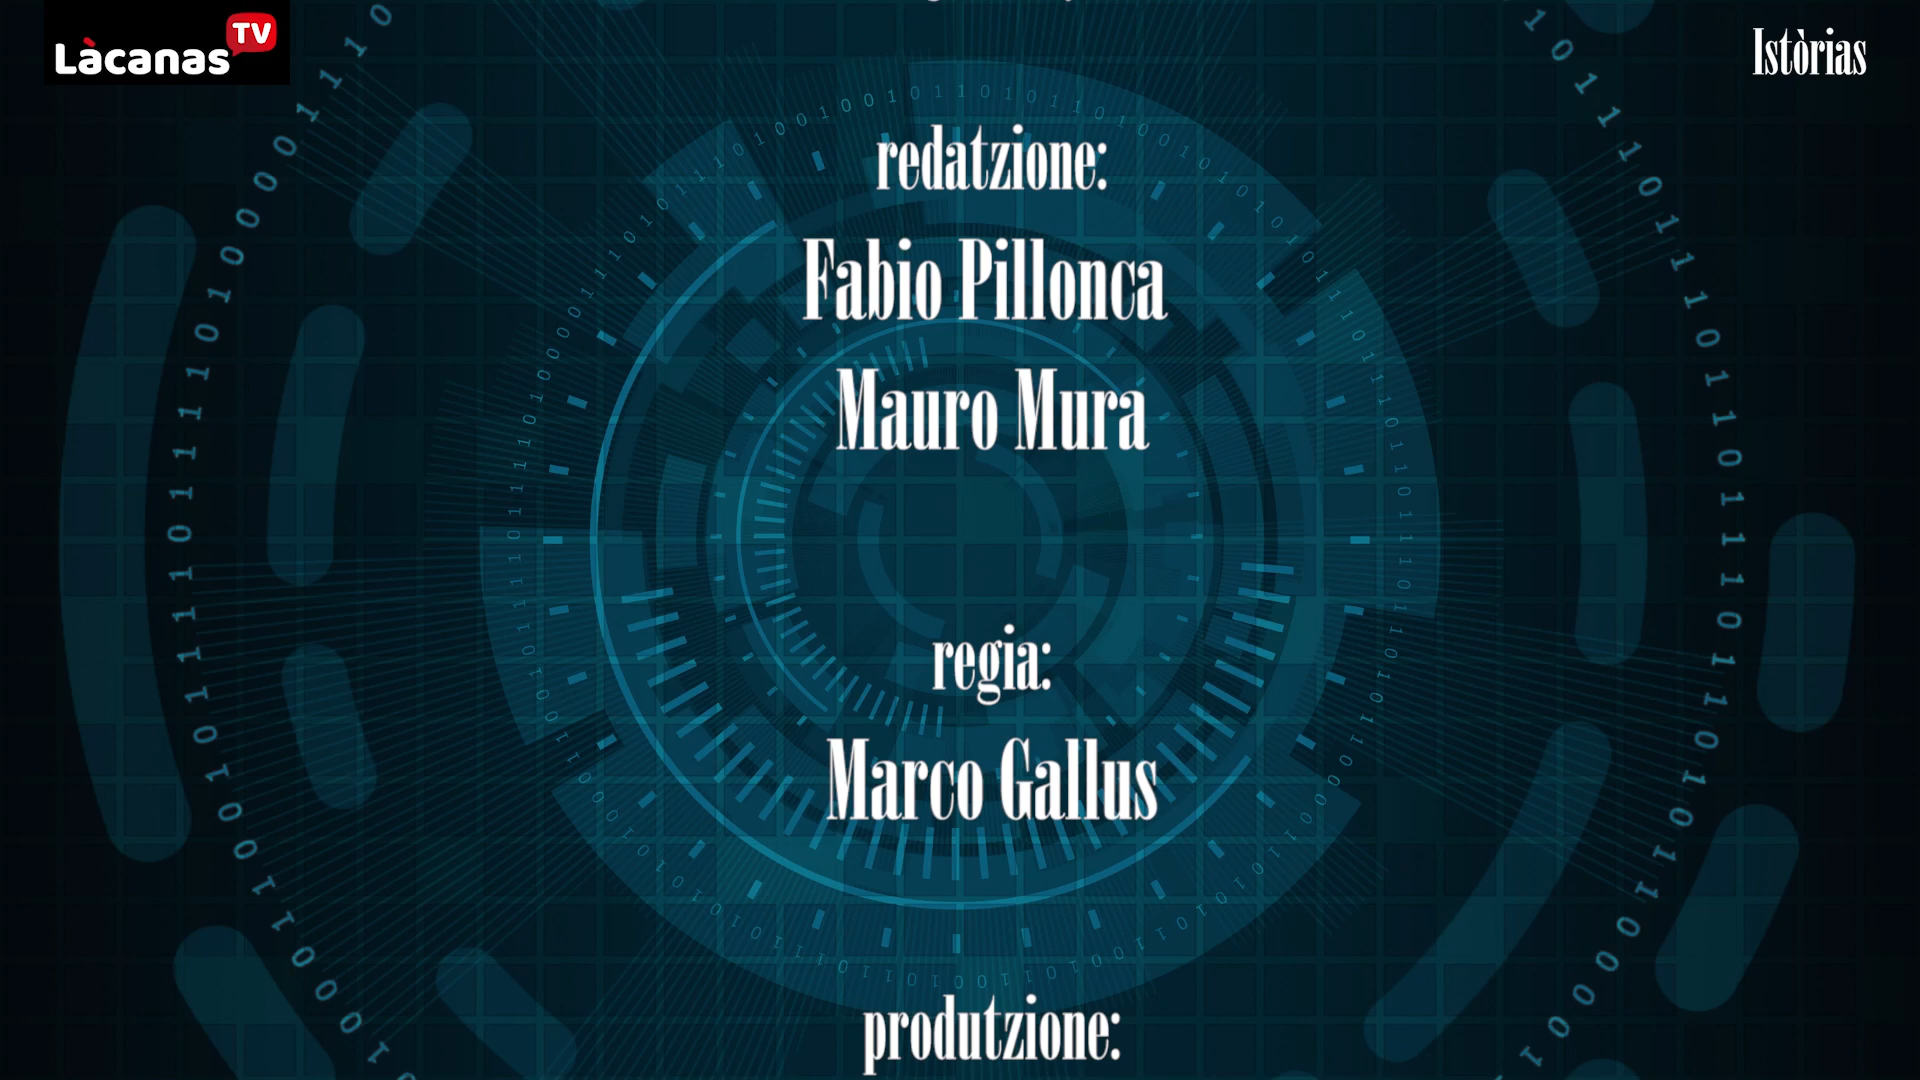 Làcanas TV
Istòrias
redatzione:
Fabio Pillonca
Mauro Mura
regia:
Marco Gallus
produtzione: